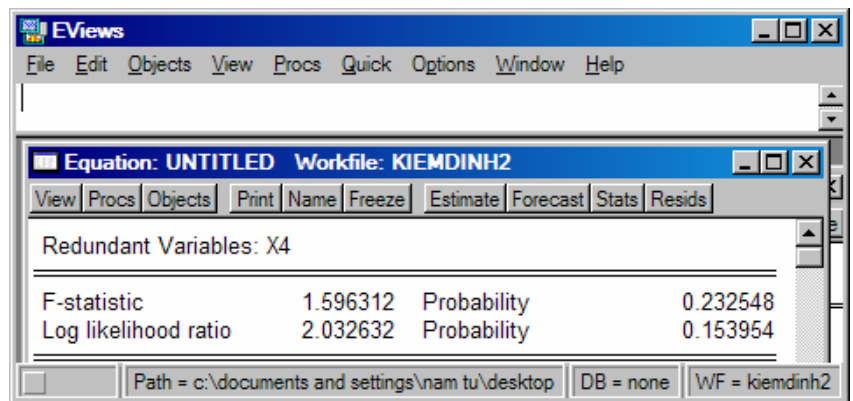 EViews
File Edit Objects View Procs Quick Options Window Help
Equation: UNTITLED Workfile: KIEMDINH2
View Procs Objects Print Name Freeze Estimate Forecast Stats Resids
Redundant Variables: X4
F-statistic 1.596312 Probability 0.232548
Log likelihood ratio 2.032632 Probability 0.153954
Path = c:\documents and settings\nam tu\desktop DB = none WF = kiemdinh2